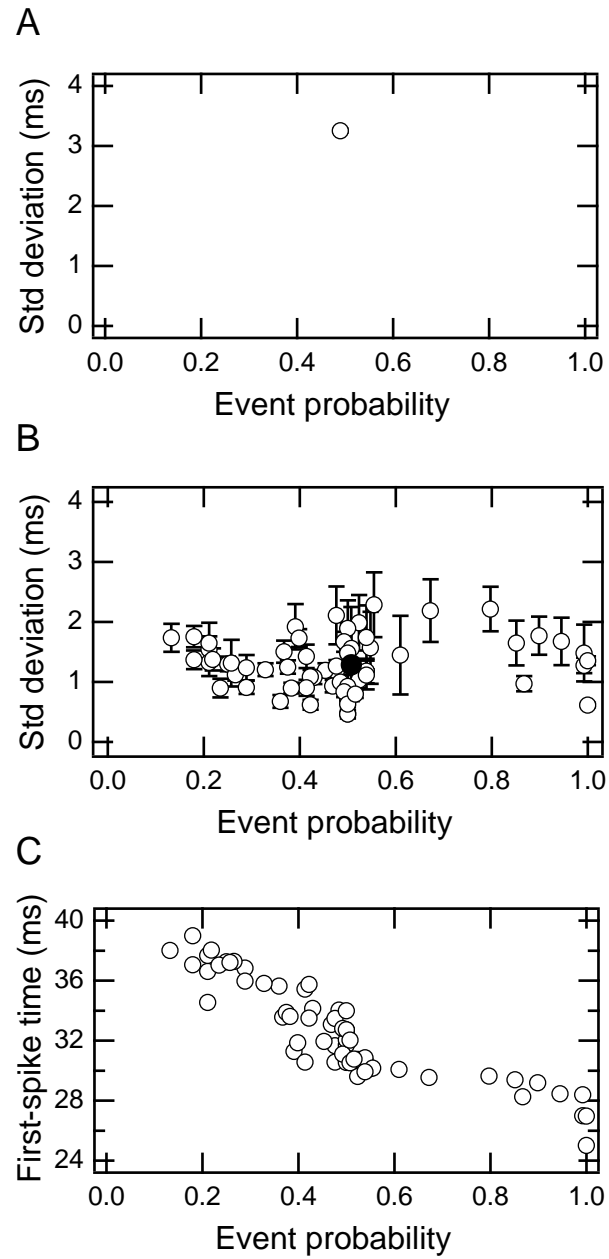 A
Std deviation (ms)
4
3
2
1
0
0.0 0.2 0.4 0.6 0.8 1.0
Event probability
B
Std deviation (ms)
4
3
2
1
0
0.0 0.2 0.4 0.6 0.8 1.0
Event probability
C
First-spike time (ms)
40
36
32
28
24
0.0 0.2 0.4 0.6 0.8 1.0
Event probability